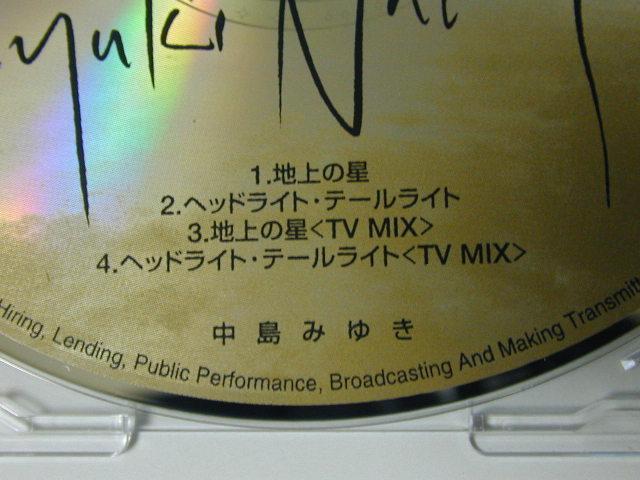 yuki Na
1.地上の星
2.ヘッドライト・テールライト
3.地上の星<TV MIX>
4.ヘッドライト・テールライト<TV MIX>
中島みゆき
Hiring, Lending, Public Performance, Broadcasting And Making